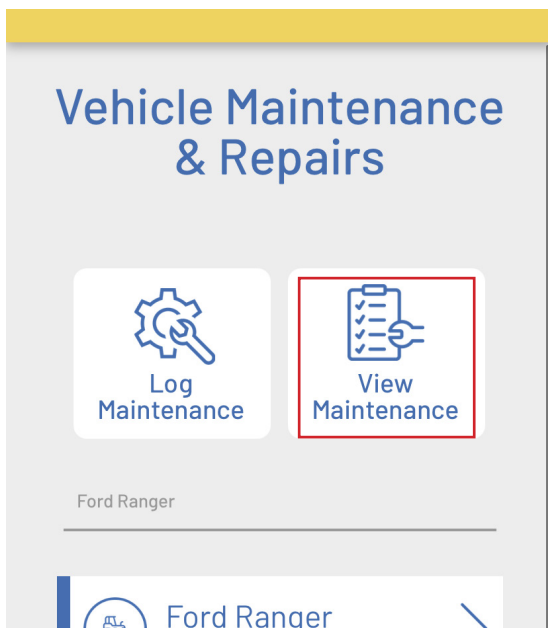 Vehicle Maintenance
& Repairs
Log
Maintenance
View
Maintenance
Ford Ranger
Ford Ranger